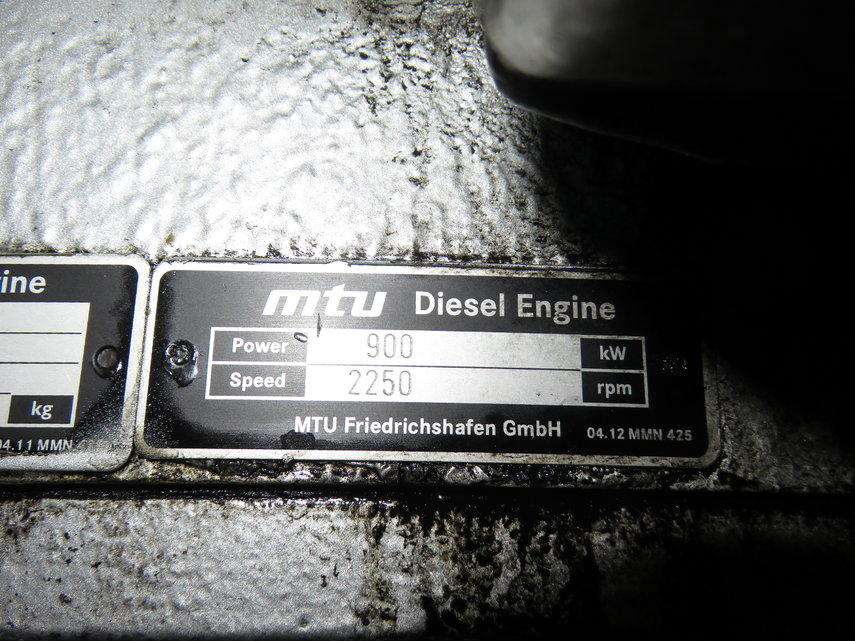 ine
kg
mtu Diesel Engine
Power 900 kW
Speed 2250 rpm
MTU Friedrichshafen GmbH 04.12 MMN 425
04.11 MMN